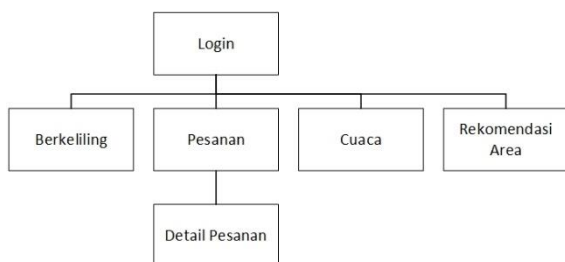 Login
Berkeliling
Pesanan
Cuaca
Rekomendasi
Area
Detail Pesanan